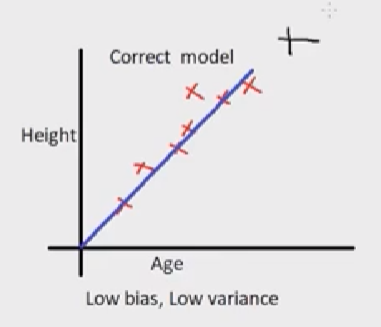 Correct model
Height
Age
Low bias, Low variance